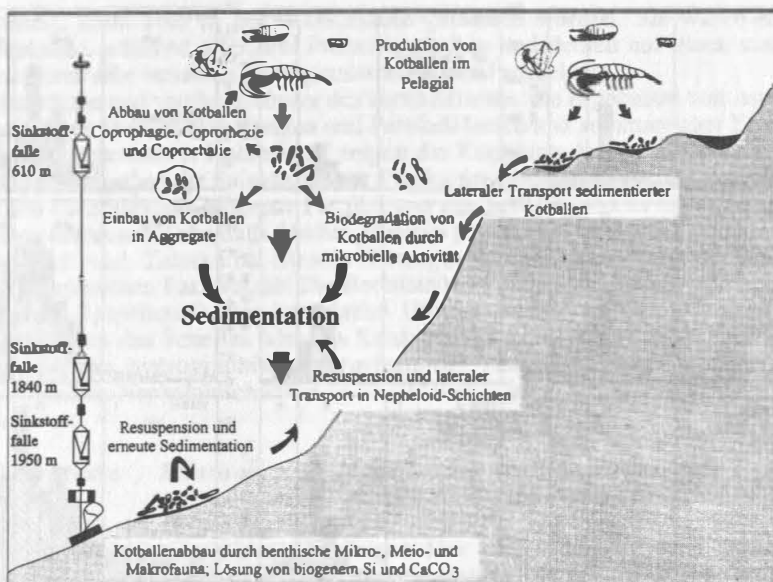 Produktion von
Kotballen im
Pelagial
Abbau von Kotballen
Coprophagie, Coprorhexie
und Coprochalie
Sinkstoff-
falle
610 m
Einbau von Kotballen
in Aggregate
Biodegradation von
Kotballen durch
mikrobielle Aktivität
Lateraler Transport sedimentierter
Kotballen
Sedimentation
Sinkstoff-
falle
1840 m
Resuspension und lateraler
Transport in Nepheloid-Schichten
Sinkstoff-
falle
1950 m
Resuspension und
erneute Sedimentation
Kotballenabbau durch benthische Mikro-, Meio- und
Makrofauna; Lösung von biogenem Si und CaCO3